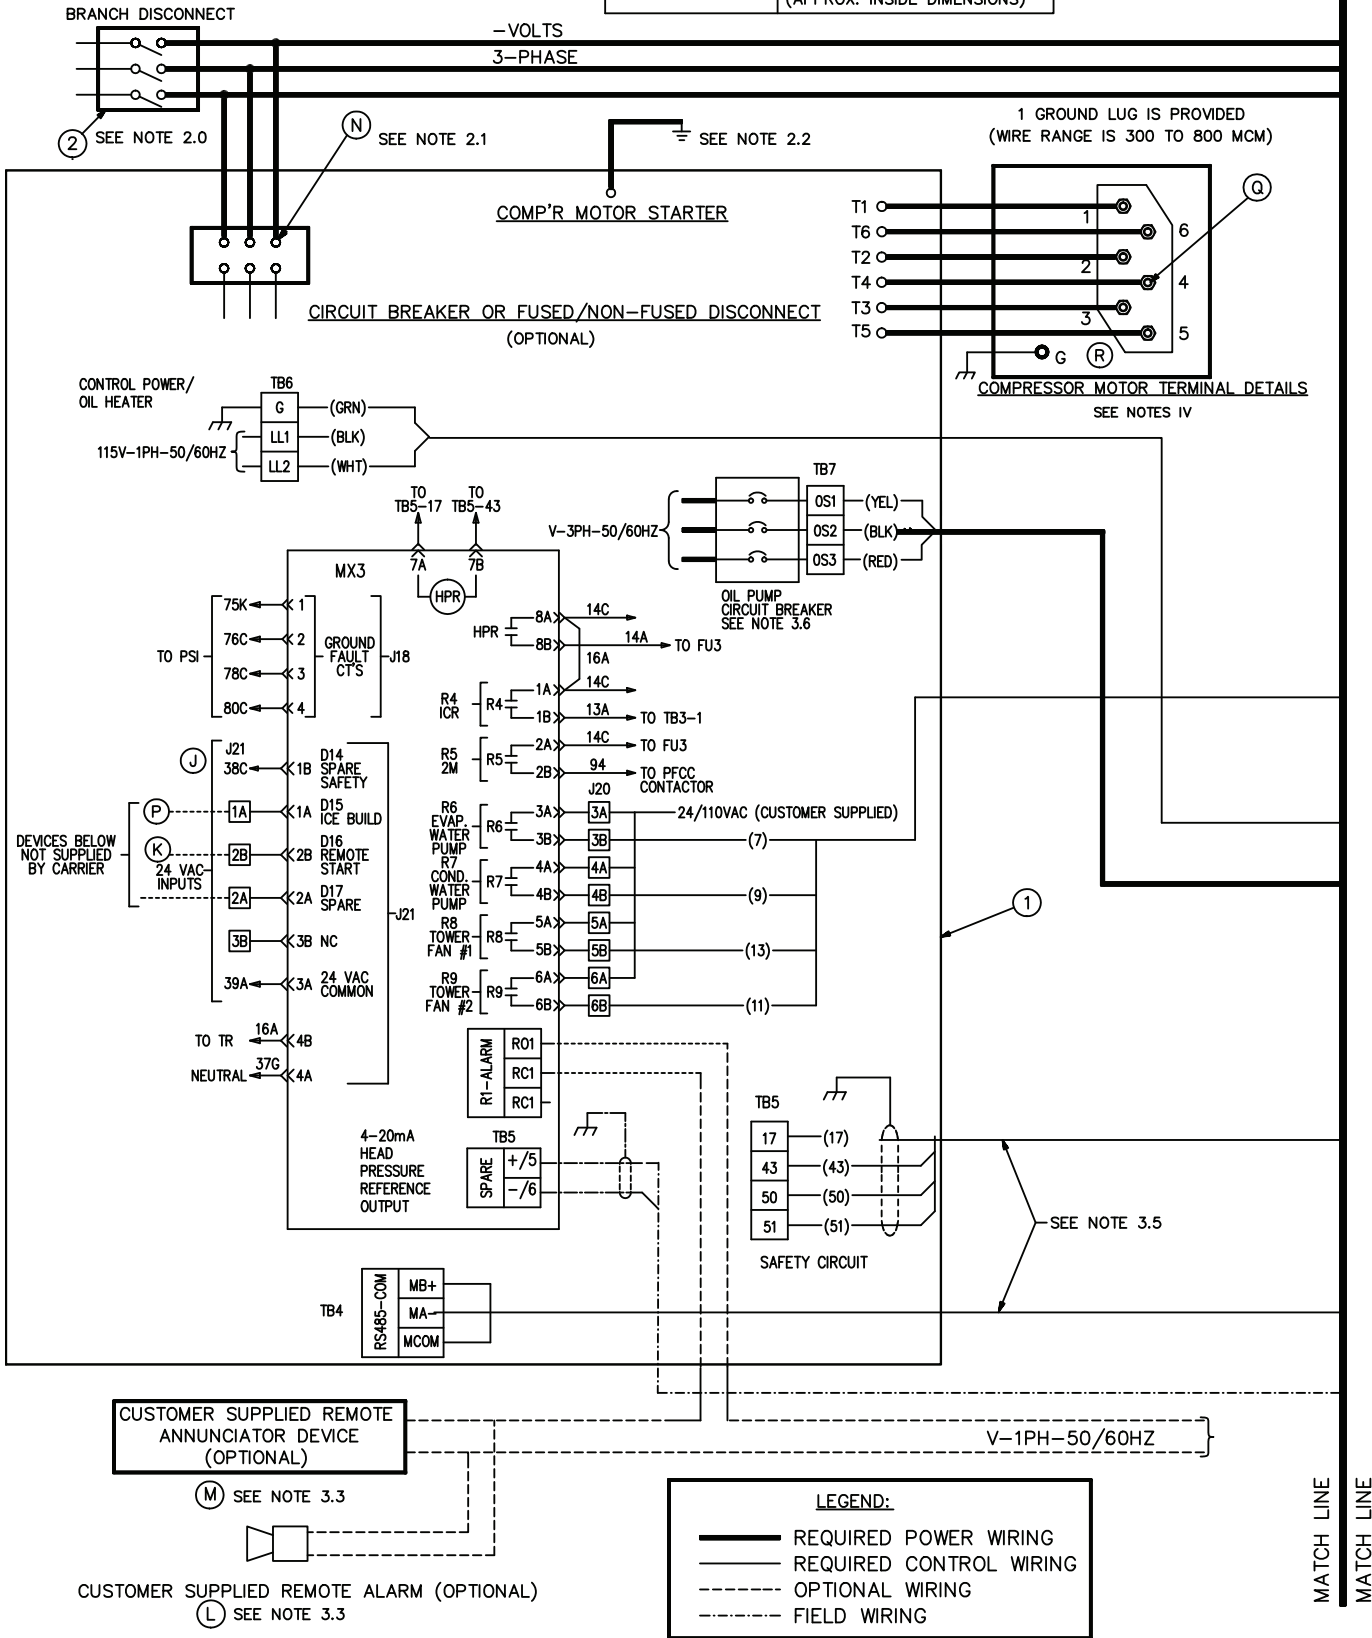 (APPROX. INSIDE DIMENSIONS)
BRANCH DISCONNECT
-VOLTS
3-PHASE
2 SEE NOTE 2.0
N SEE NOTE 2.1
SEE NOTE 2.2
1 GROUND LUG IS PROVIDED
(WIRE RANGE IS 300 TO 800 MCM)
COMP'R MOTOR STARTER
T1
T6
T2
T4
T3
T5
1
6
2
4
3
5
Q
G
R
COMPRESSOR MOTOR TERMINAL DETAILS
SEE NOTES IV
CIRCUIT BREAKER OR FUSED/NON-FUSED DISCONNECT
(OPTIONAL)
CONTROL POWER/
OIL HEATER
TB6
G (GRN)
LL1 (BLK)
LL2 (WHT)
115V-1PH-50/60HZ
TB7
OS1 (YEL)
OS2 (BLK)
OS3 (RED)
V-3PH-50/60HZ
OIL PUMP
CIRCUIT BREAKER
SEE NOTE 3.6
TO
TB5-17
TO
TB5-43
7A
7B
HPR
MX3
TO PSI
75K 1
76C 2
78C 3
80C 4
GROUND
FAULT
CT'S
J18
J
J21
38C 1B D14
SPARE
SAFETY
P 1A 1A D15
ICE BUILD
K 2B 2B D16
REMOTE
START
24 VAC
INPUTS
2A 2A D17
SPARE
3B 3B NC
39A 3A 24 VAC
COMMON
J21
DEVICES BELOW
NOT SUPPLIED
BY CARRIER
TO TR 16A 4B
NEUTRAL 37G 4A
HPR
8A 14C
8B 14A TO FU3
16A
R4
ICR
R4
1A 14C
1B 13A TO TB3-1
R5
2M
R5
2A 14C TO FU3
2B 94 TO PFCC
CONTACTOR
J20
R6
EVAP.
WATER
PUMP
R6
3A 3A 24/110VAC (CUSTOMER SUPPLIED)
3B 3B (7)
R7
COND.
WATER
PUMP
R7
4A 4A
4B 4B (9)
R8
TOWER
FAN #1
R8
5A 5A
5B 5B (13)
R9
TOWER
FAN #2
R9
6A 6A
6B 6B (11)
1
R1-ALARM
RO1
RC1
RC1
4-20mA
HEAD
PRESSURE
REFERENCE
OUTPUT
TB5
SPARE
+/5
-/6
TB5
17 (17)
43 (43)
50 (50)
51 (51)
SAFETY CIRCUIT
SEE NOTE 3.5
TB4
RS485-COM
MB+
MA-
MCOM
CUSTOMER SUPPLIED REMOTE
ANNUNCIATOR DEVICE
(OPTIONAL)
M SEE NOTE 3.3
V-1PH-50/60HZ
CUSTOMER SUPPLIED REMOTE ALARM (OPTIONAL)
L SEE NOTE 3.3
LEGEND:
REQUIRED POWER WIRING
REQUIRED CONTROL WIRING
OPTIONAL WIRING
FIELD WIRING
MATCH LINE
MATCH LINE